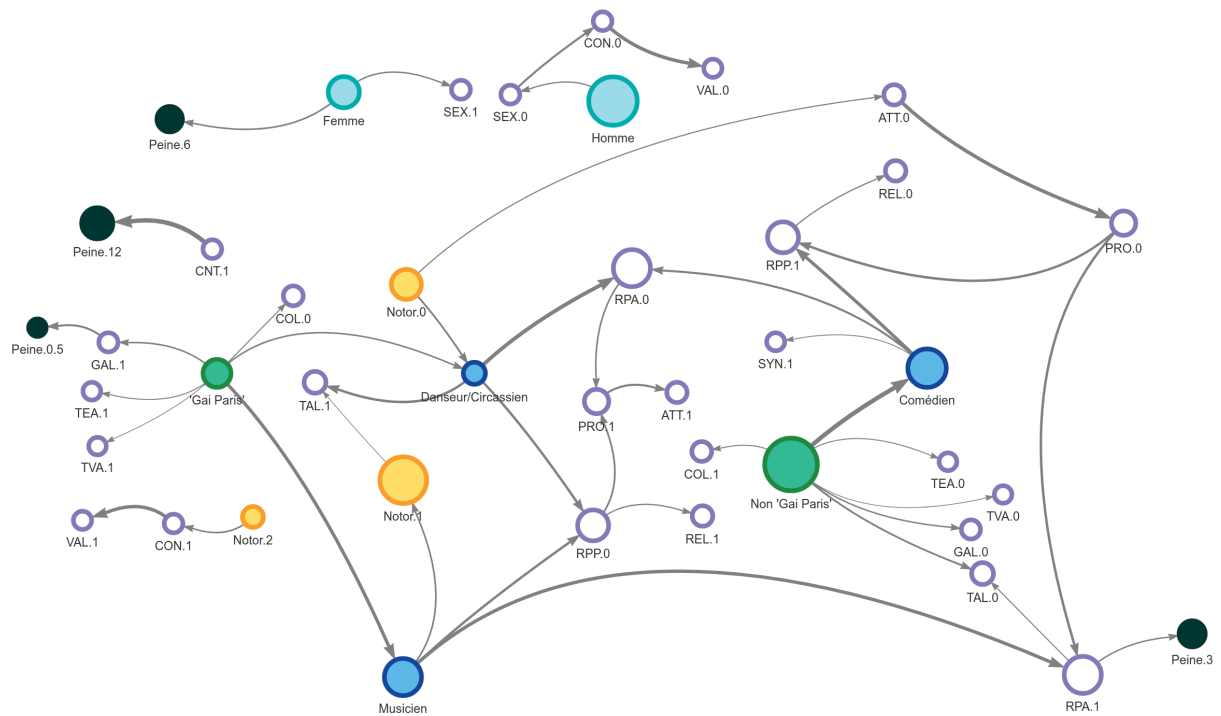 CON.0
VAL.0
SEX.1
SEX.0
Femme
Homme
Peine.6
ATT.0
REL.0
PRO.0
Peine.12
CNT.1
RPP.1
RPA.0
Notor.0
COL.0
Peine.0.5
GAL.1
SYN.1
'Gai Paris'
TEA.1
TAL.1
Danseur/Circassien
Comédien
PRO.1
ATT.1
TVA.1
COL.1
TEA.0
Non 'Gai Paris'
Notor.1
TVA.0
VAL.1
CON.1
Notor.2
RPP.0
REL.1
GAL.0
TAL.0
Peine.3
Musicien
RPA.1